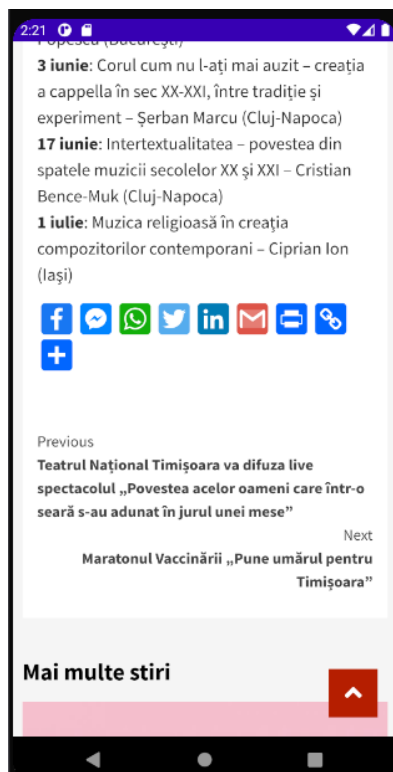 2:21
Popescu (București)
3 iunie: Corul cum nu l-ați mai auzit – creația
a cappella în sec XX-XXI, între tradiție și
experiment – Șerban Marcu (Cluj-Napoca)
17 iunie: Intertextualitatea – povestea din
spatele muzicii secolelor XX și XXI – Cristian
Bence-Muk (Cluj-Napoca)
1 iulie: Muzica religioasă în creația
compozitorilor contemporani – Ciprian Ion
(Iași)
Previous
Teatrul Național Timișoara va difuza live
spectacolul „Povestea acelor oameni care într-o
seară s-au adunat în jurul unei mese”
Next
Maratonul Vaccinării „Pune umărul pentru
Timișoara”
Mai multe stiri